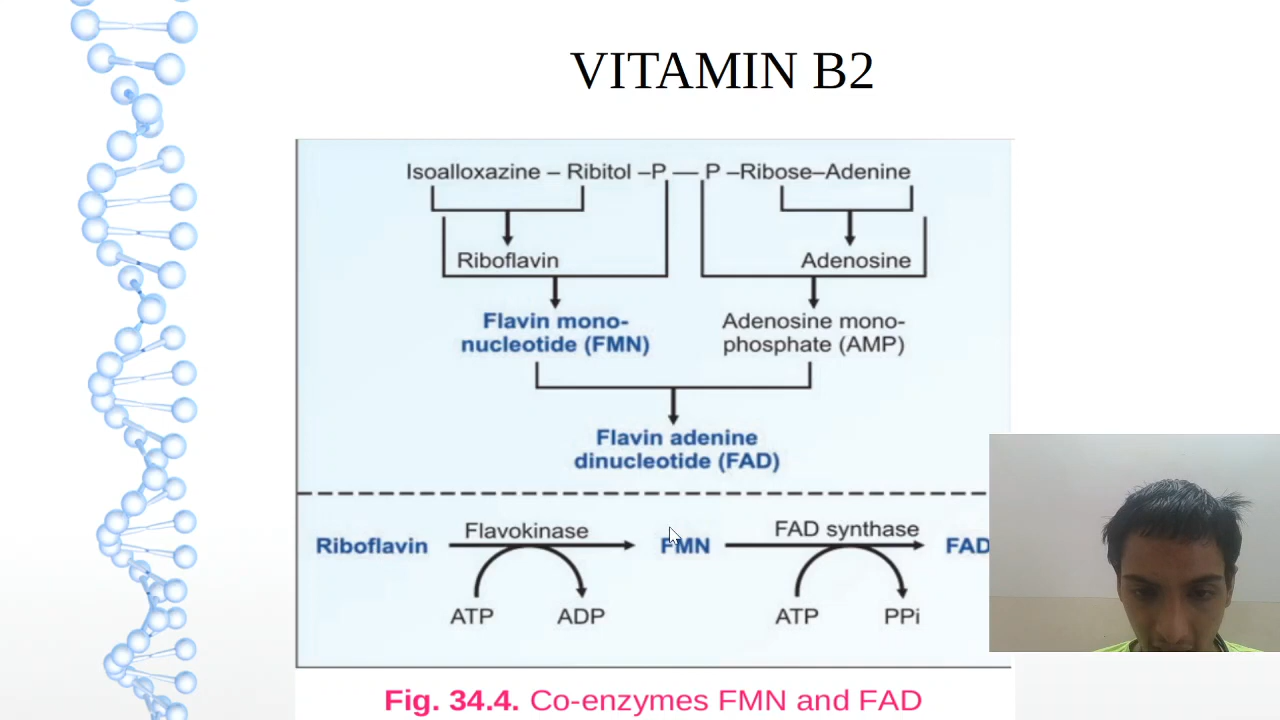 VITAMIN B2
Isoalloxazine – Ribitol –P — P –Ribose–Adenine
Riboflavin
Adenosine
Flavin mono-
nucleotide (FMN)
Adenosine mono-
phosphate (AMP)
Flavin adenine
dinucleotide (FAD)
Riboflavin
Flavokinase
FMN
FAD synthase
FAD
ATP
ADP
ATP
PPi
Fig. 34.4. Co-enzymes FMN and FAD